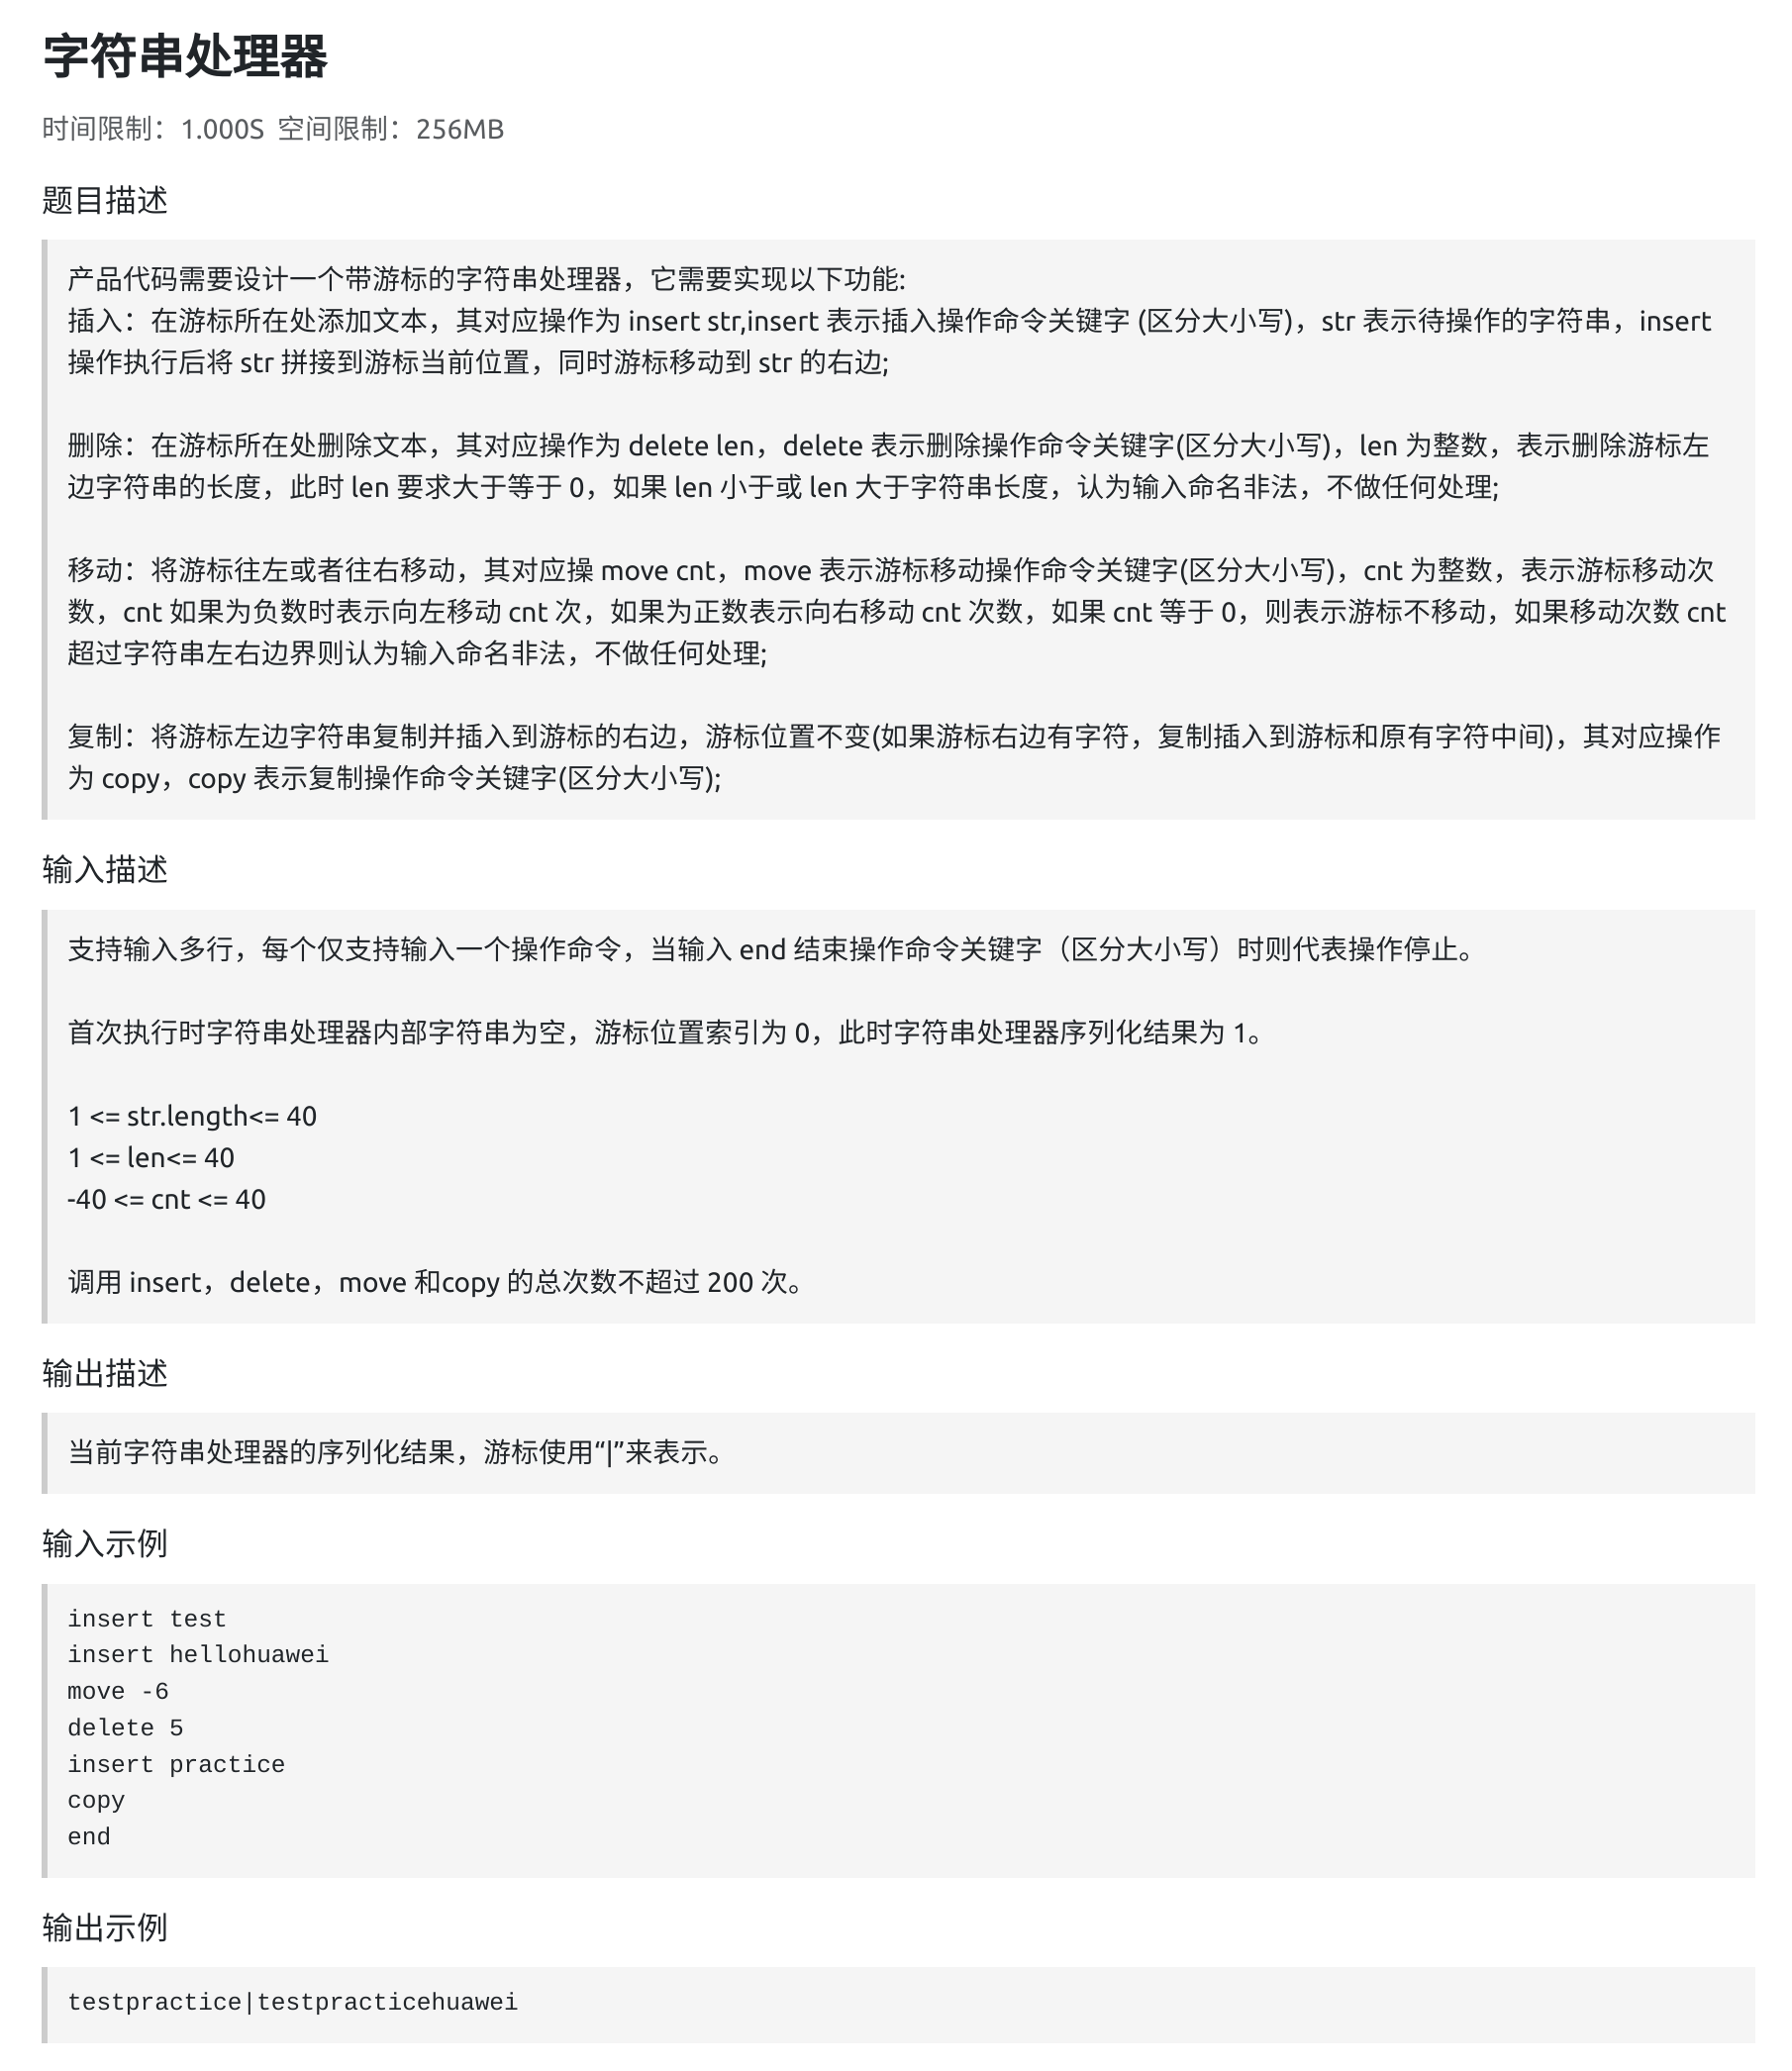 字符串处理器
时间限制：1.000S 空间限制：256MB
题目描述
产品代码需要设计一个带游标的字符串处理器，它需要实现以下功能:
插入：在游标所在处添加文本，其对应操作为 insert str,insert 表示插入操作命令关键字 (区分大小写)，str 表示待操作的字符串，insert
操作执行后将 str 拼接到游标当前位置，同时游标移动到 str 的右边;
删除：在游标所在处删除文本，其对应操作为 delete len，delete 表示删除操作命令关键字(区分大小写)，len 为整数，表示删除游标左
边字符串的长度，此时 len 要求大于等于 0，如果 len 小于或 len 大于字符串长度，认为输入命名非法，不做任何处理;
移动：将游标往左或者往右移动，其对应操 move cnt，move 表示游标移动操作命令关键字(区分大小写)，cnt 为整数，表示游标移动次
数，cnt 如果为负数时表示向左移动 cnt 次，如果为正数表示向右移动 cnt 次数，如果 cnt 等于 0，则表示游标不移动，如果移动次数 cnt
超过字符串左右边界则认为输入命名非法，不做任何处理;
复制：将游标左边字符串复制并插入到游标的右边，游标位置不变(如果游标右边有字符，复制插入到游标和原有字符中间)，其对应操作
为 copy，copy 表示复制操作命令关键字(区分大小写);
输入描述
支持输入多行，每个仅支持输入一个操作命令，当输入 end 结束操作命令关键字（区分大小写）时则代表操作停止。
首次执行时字符串处理器内部字符串为空，游标位置索引为 0，此时字符串处理器序列化结果为 1。
1 <= str.length<= 40
1 <= len<= 40
-40 <= cnt <= 40
调用 insert，delete，move 和copy 的总次数不超过 200 次。
输出描述
当前字符串处理器的序列化结果，游标使用“|”来表示。
输入示例
insert test
insert hellohuawei
move -6
delete 5
insert practice
copy
end
输出示例
testpractice|testpracticehuawei